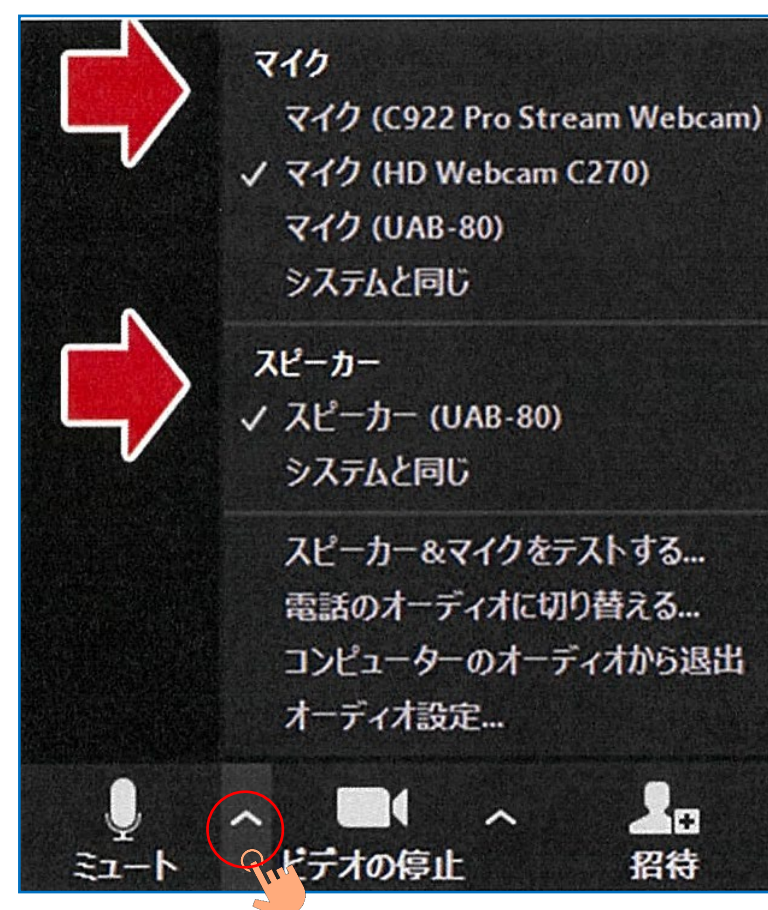 マイク
マイク (C922 Pro Stream Webcam)
✓ マイク (HD Webcam C270)
マイク (UAB-80)
システムと同じ
スピーカー
✓ スピーカー (UAB-80)
システムと同じ
スピーカー&マイクをテストする...
電話のオーディオに切り替える...
コンピューターのオーディオから退出
オーディオ設定...
ミュート ビデオの停止 招待